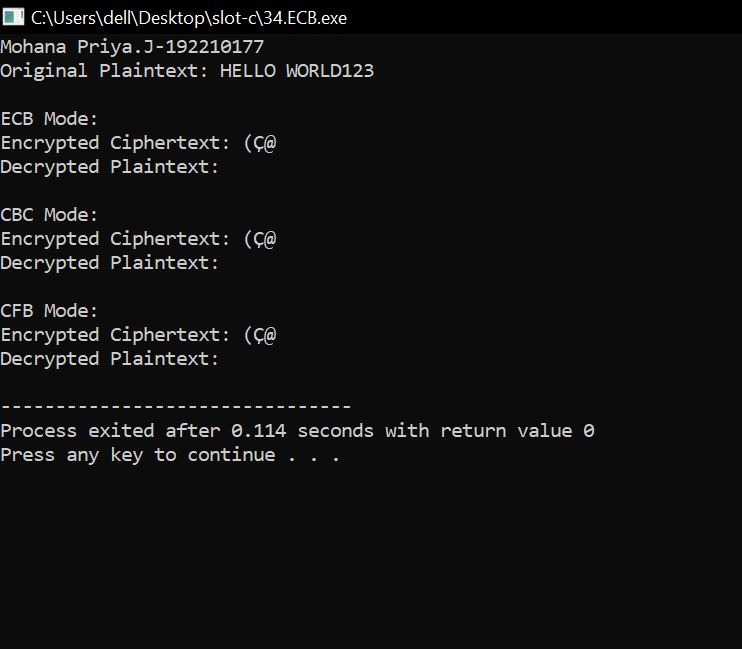 C:\Users\dell\Desktop\slot-c\34.ECB.exe
Mohana Priya.J-192210177
Original Plaintext: HELLO WORLD123
ECB Mode:
Encrypted Ciphertext: (Ç@
Decrypted Plaintext:
CBC Mode:
Encrypted Ciphertext: (Ç@
Decrypted Plaintext:
CFB Mode:
Encrypted Ciphertext: (Ç@
Decrypted Plaintext:
--------------------------------
Process exited after 0.114 seconds with return value 0
Press any key to continue . . .